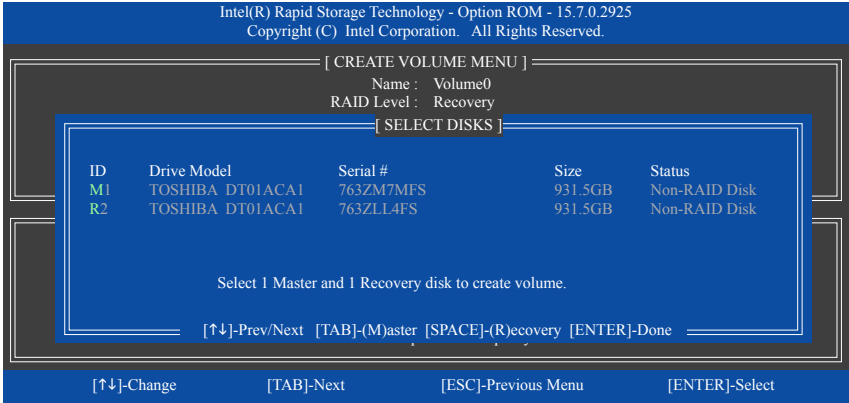 Intel(R) Rapid Storage Technology - Option ROM - 15.7.0.2925
Copyright (C) Intel Corporation. All Rights Reserved.
[ CREATE VOLUME MENU ]
Name : Volume0
RAID Level : Recovery
[ SELECT DISKS ]
ID Drive Model Serial # Size Status
M1 TOSHIBA DT01ACA1 763ZM7MFS 931.5GB Non-RAID Disk
R2 TOSHIBA DT01ACA1 763ZLL4FS 931.5GB Non-RAID Disk
Select 1 Master and 1 Recovery disk to create volume.
[↑↓]-Prev/Next [TAB]-(M)aster [SPACE]-(R)ecovery [ENTER]-Done
[↑↓]-Change [TAB]-Next [ESC]-Previous Menu [ENTER]-Select